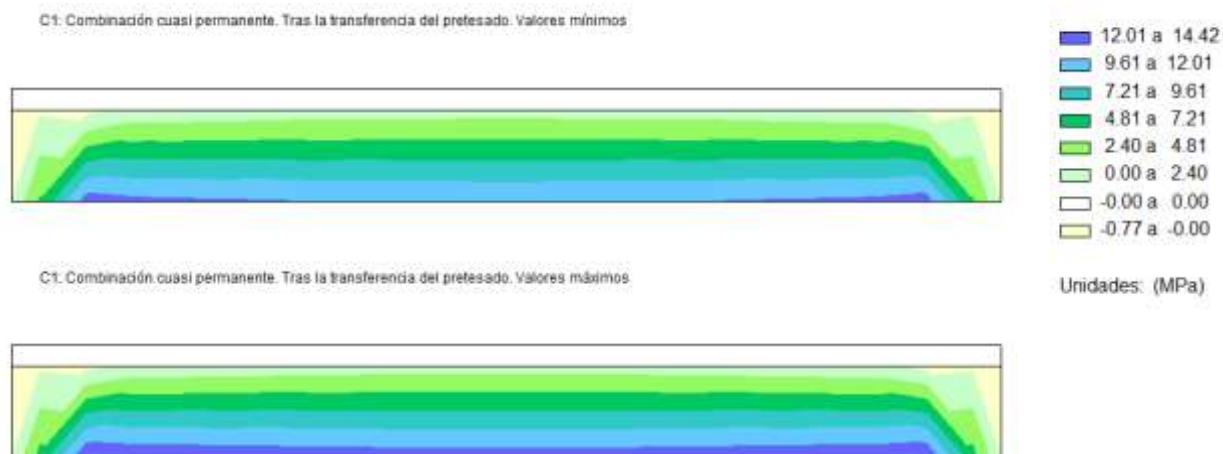 C1: Combinación cuasi permanente. Tras la transferencia del pretesado. Valores mínimos
12.01 a 14.42
9.61 a 12.01
7.21 a 9.61
4.81 a 7.21
2.40 a 4.81
0.00 a 2.40
-0.00 a 0.00
-0.77 a -0.00
Unidades: (MPa)
C1: Combinación cuasi permanente. Tras la transferencia del pretesado. Valores máximos